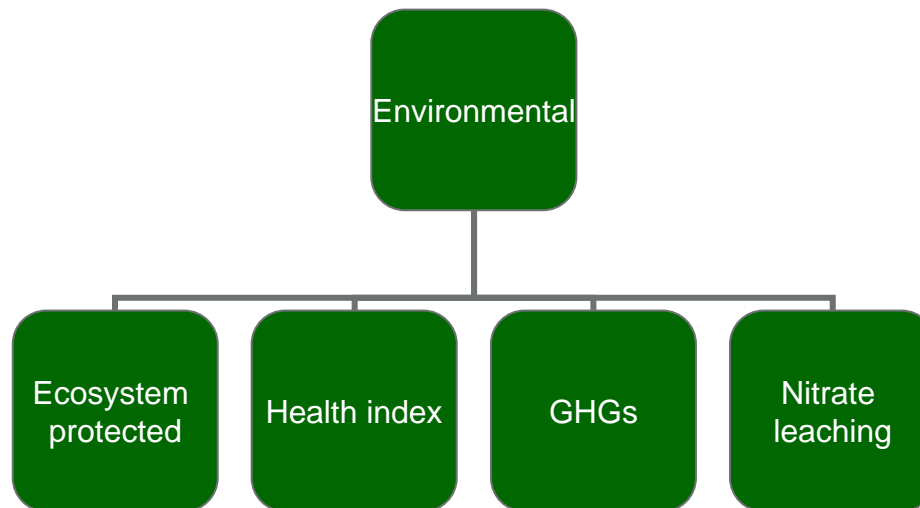 Environmental
Ecosystem
protected
Health index
GHGs
Nitrate
leaching